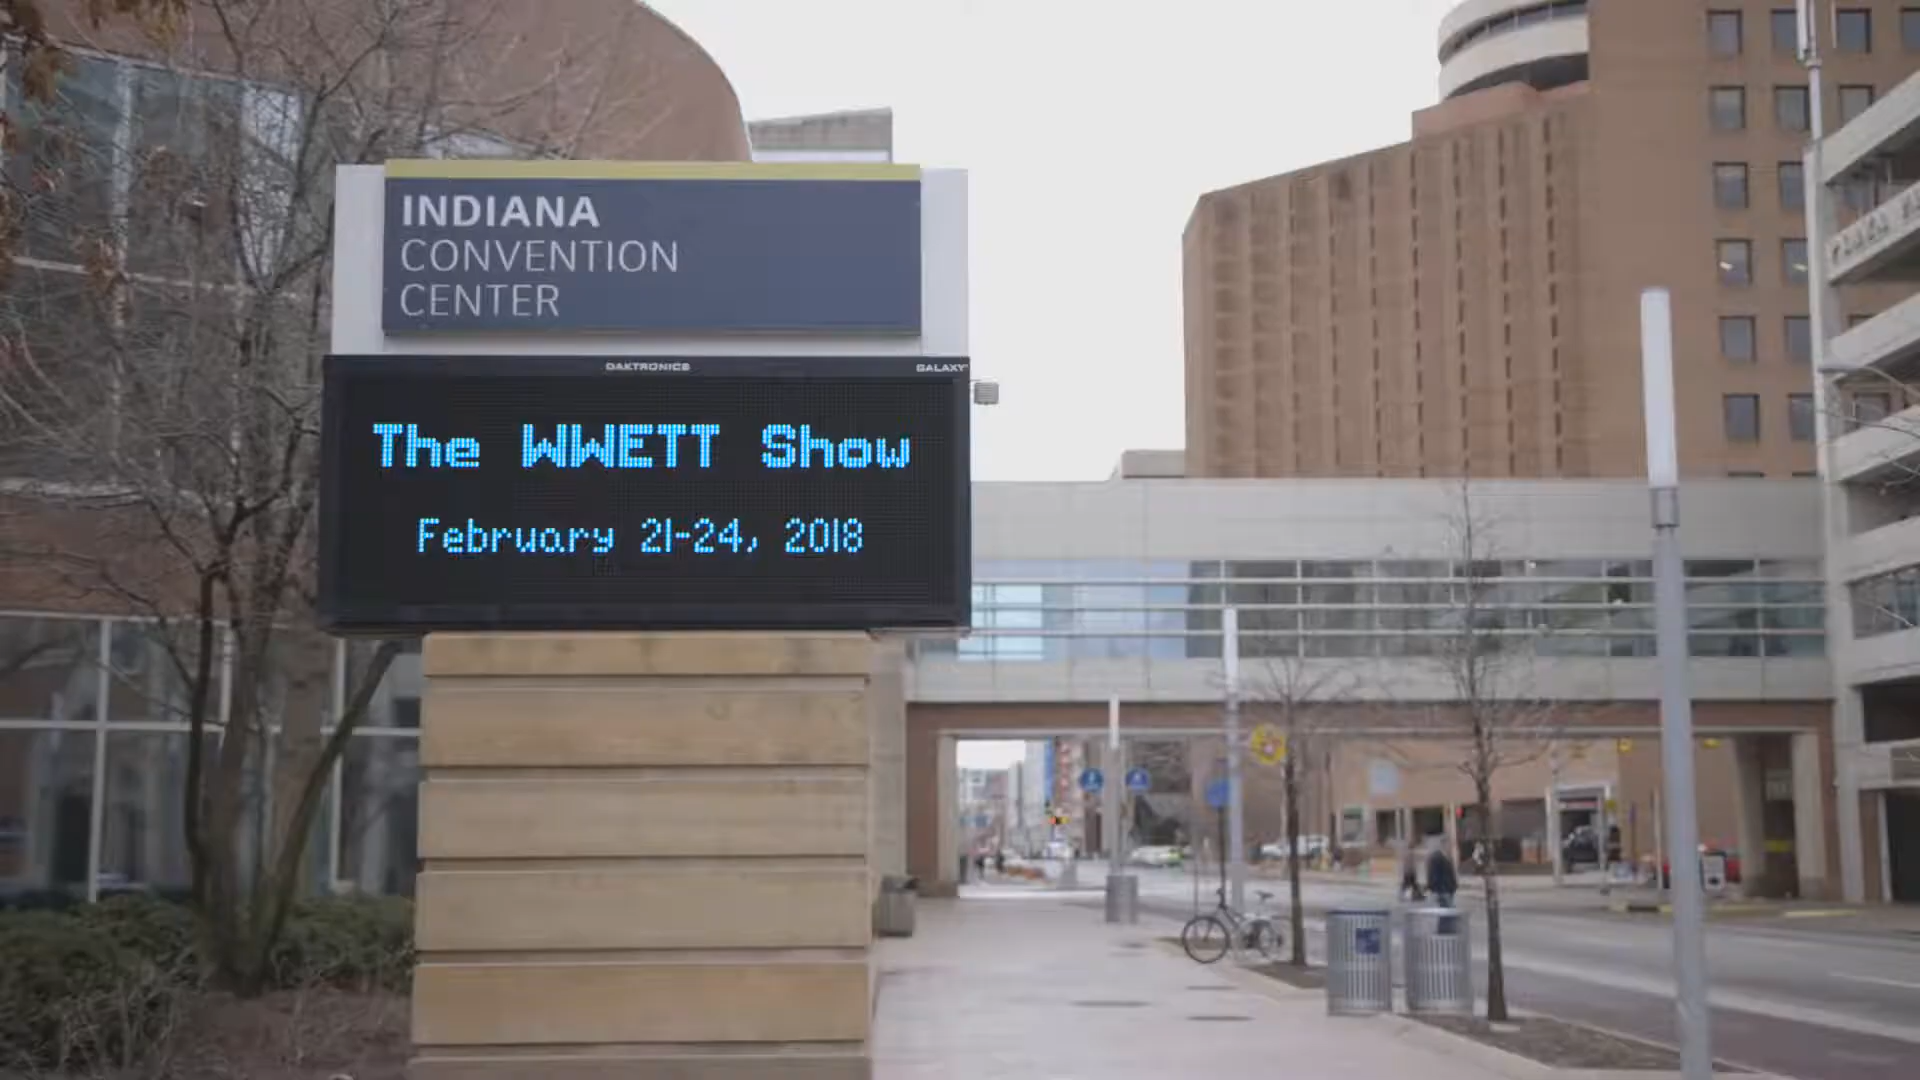 INDIANA
CONVENTION
CENTER
DAKTRONICS
GALAXY
The WWETT Show
February 21-24, 2018